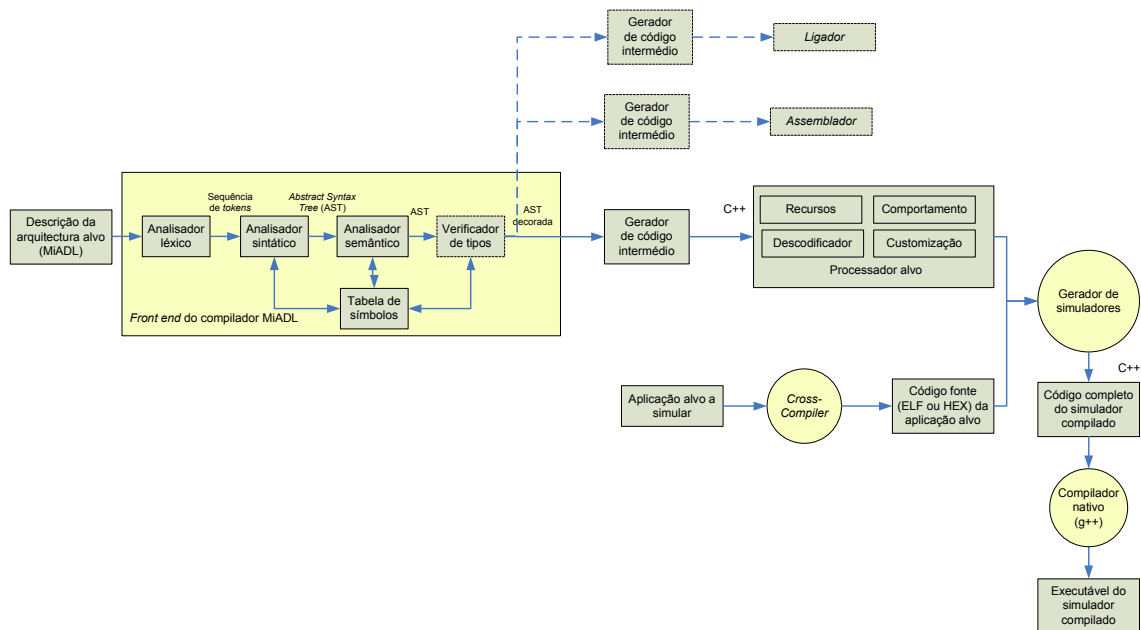 Gerador
de código
intermédio
Ligador
Gerador
de código
intermédio
Assemblador
Descrição da
arquitectura alvo
(MiADL)
Analisador
léxico
Sequência
de tokens
Analisador
sintático
Abstract Syntax
Tree (AST)
Analisador
semântico
AST
Verificador
de tipos
AST
decorada
Tabela de
símbolos
Front end do compilador MiADL
Gerador
de código
intermédio
C++
Recursos
Comportamento
Descodificador
Customização
Processador alvo
Gerador de
simuladores
Aplicação alvo a
simular
Cross-
Compiler
Código fonte
(ELF ou HEX) da
aplicação alvo
C++
Código completo
do simulador
compilado
Compilador
nativo
(g++)
Executável do
simulador
compilado